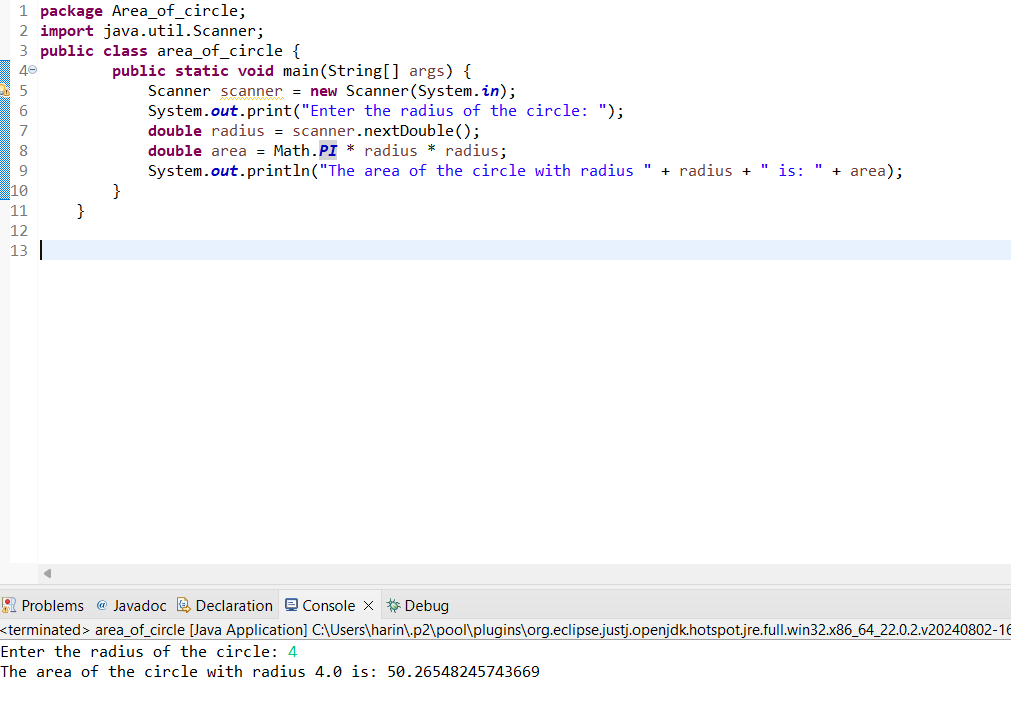 1 package Area_of_circle;
2 import java.util.Scanner;
3 public class area_of_circle {
4 public static void main(String[] args) {
5 Scanner scanner = new Scanner(System.in);
6 System.out.print("Enter the radius of the circle: ");
7 double radius = scanner.nextDouble();
8 double area = Math.PI * radius * radius;
9 System.out.println("The area of the circle with radius " + radius + " is: " + area);
10 }
11 }
12
13
Problems @ Javadoc Declaration Console Debug
<terminated> area_of_circle [Java Application] C:\Users\harin\.p2\pool\plugins\org.eclipse.justj.openjdk.hotspot.jre.full.win32.x86_64_22.0.2.v20240802-16
Enter the radius of the circle: 4
The area of the circle with radius 4.0 is: 50.26548245743669